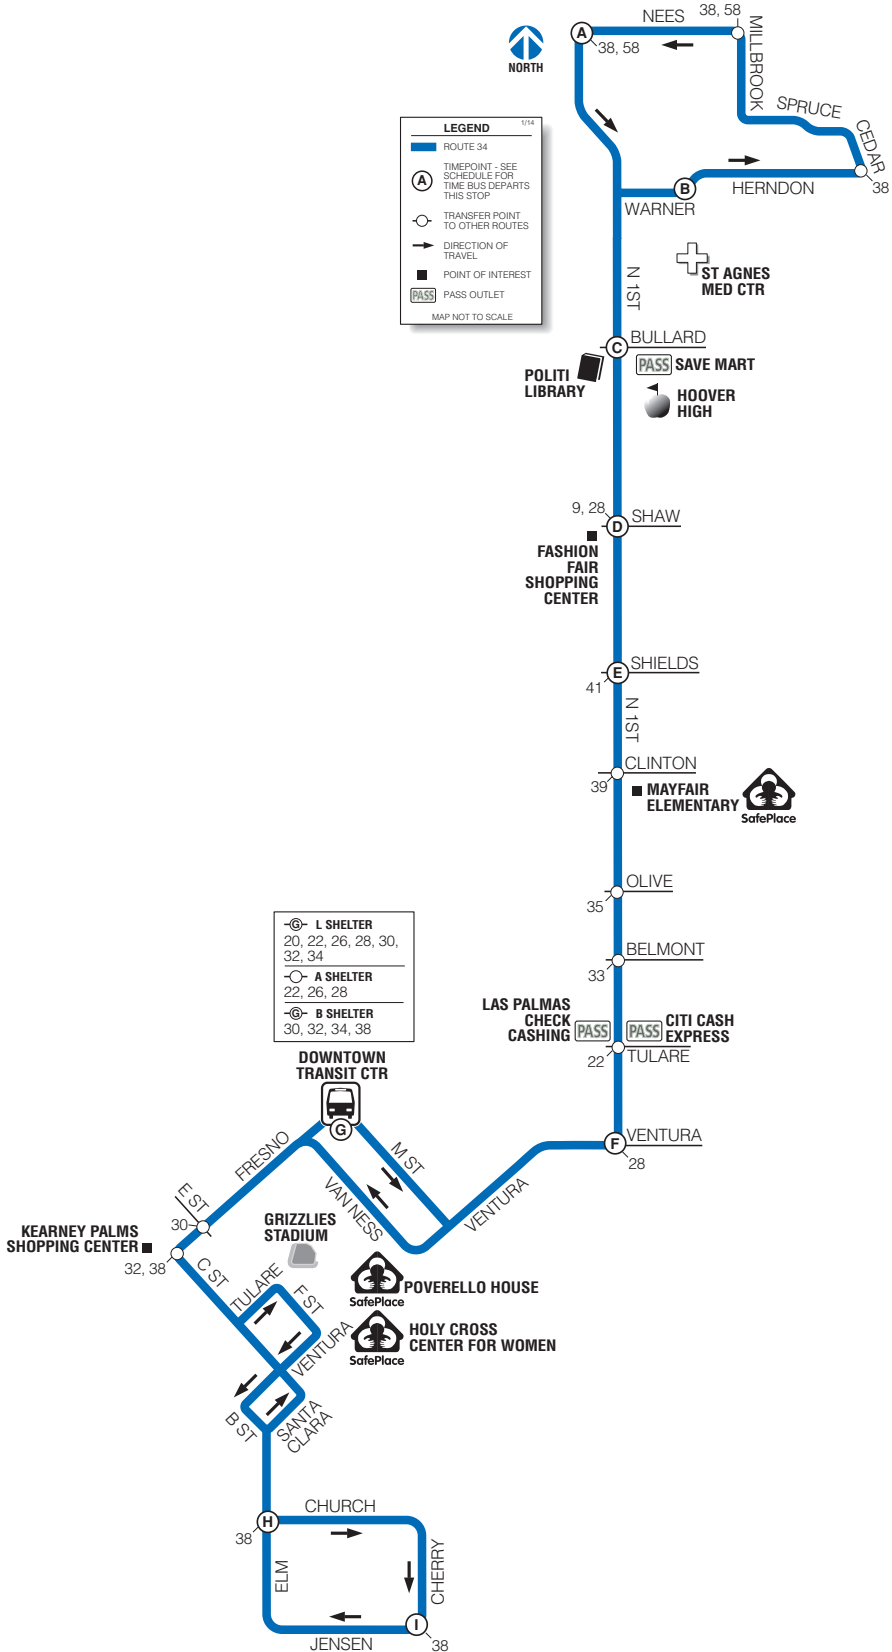 38, 58
NEES
A
38, 58
MILLBROOK
NORTH
SPRUCE
CEDAR
38
B
HERNDON
WARNER
1/14
LEGEND
ROUTE 34
A
TIMEPOINT - SEE
SCHEDULE FOR
TIME BUS DEPARTS
THIS STOP
TRANSFER POINT
TO OTHER ROUTES
DIRECTION OF
TRAVEL
POINT OF INTEREST
PASS
PASS OUTLET
MAP NOT TO SCALE
ST AGNES
MED CTR
N 1ST
C
BULLARD
PASS
SAVE MART
POLITI
LIBRARY
HOOVER
HIGH
9, 28
D
SHAW
FASHION
FAIR
SHOPPING
CENTER
E
SHIELDS
41
N 1ST
CLINTON
39
MAYFAIR
ELEMENTARY
SafePlace
OLIVE
35
BELMONT
33
LAS PALMAS
CHECK
CASHING
PASS
PASS
CITI CASH
EXPRESS
22
TULARE
F
VENTURA
28
G
L SHELTER
20, 22, 26, 28, 30,
32, 34
A SHELTER
22, 26, 28
G
B SHELTER
30, 32, 34, 38
DOWNTOWN
TRANSIT CTR
G
FRESNO
M ST
VAN NESS
VENTURA
E ST
30
KEARNEY PALMS
SHOPPING CENTER
32, 38
GRIZZLIES
STADIUM
C ST
TULARE
F ST
VENTURA
SafePlace
POVERELLO HOUSE
SafePlace
HOLY CROSS
CENTER FOR WOMEN
B ST
SANTA
CLARA
H
38
CHURCH
ELM
CHERRY
I
38
JENSEN